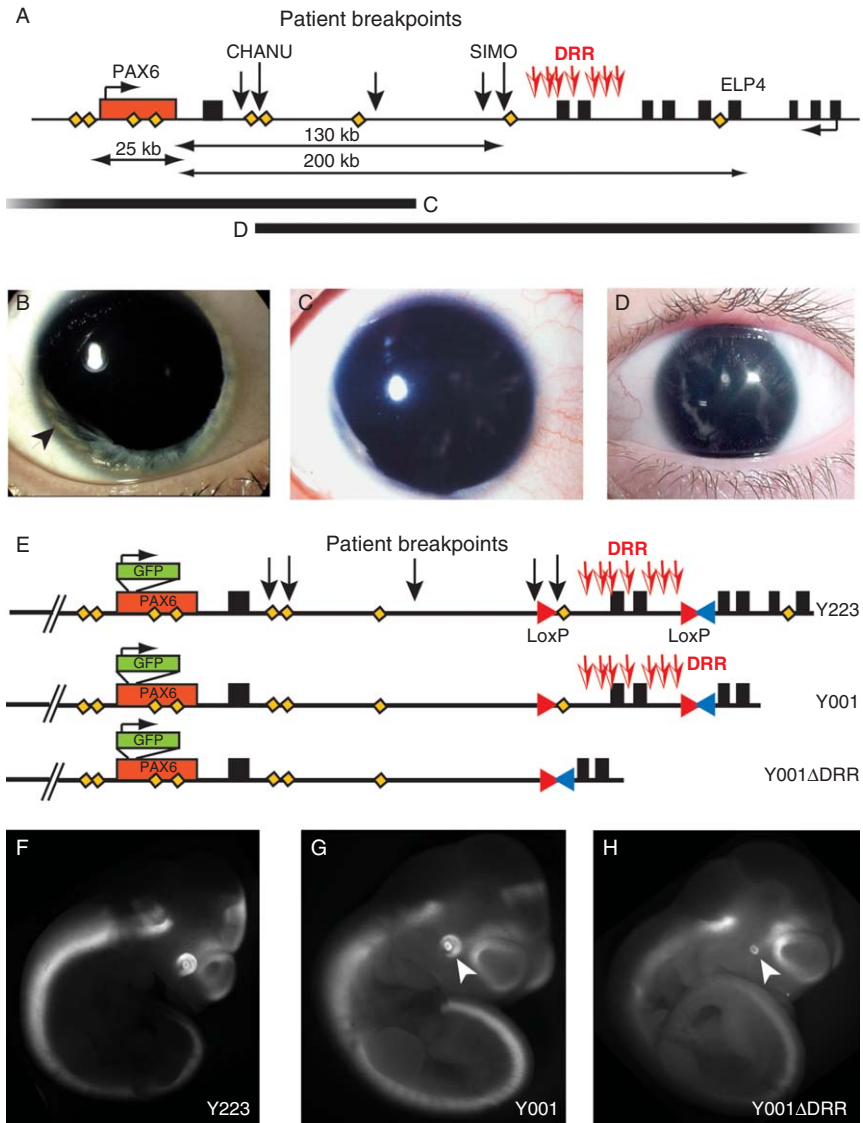 A
Patient breakpoints
PAX6
CHANU
SIMO
DRR
ELP4
130 kb
25 kb
200 kb
C
D
B
C
D
E
Patient breakpoints
DRR
GFP
PAX6
Y223
LoxP
LoxP
GFP
DRR
PAX6
Y001
GFP
PAX6
Y001ΔDRR
F
G
H
Y223
Y001
Y001ΔDRR